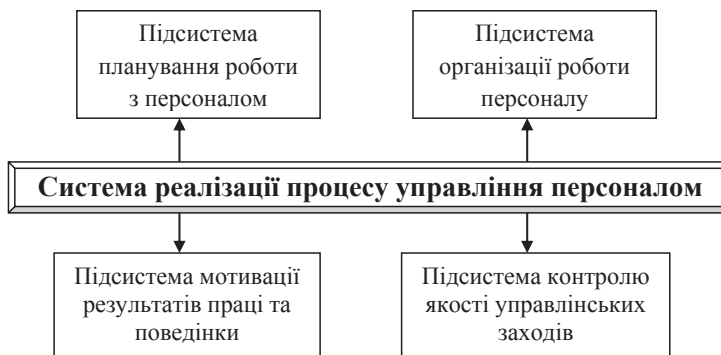 Підсистема
планування роботи
з персоналом
Підсистема
організації роботи
персоналу
Система реалізації процесу управління персоналом
Підсистема мотивації
результатів праці та
поведінки
Підсистема контролю
якості управлінських
заходів